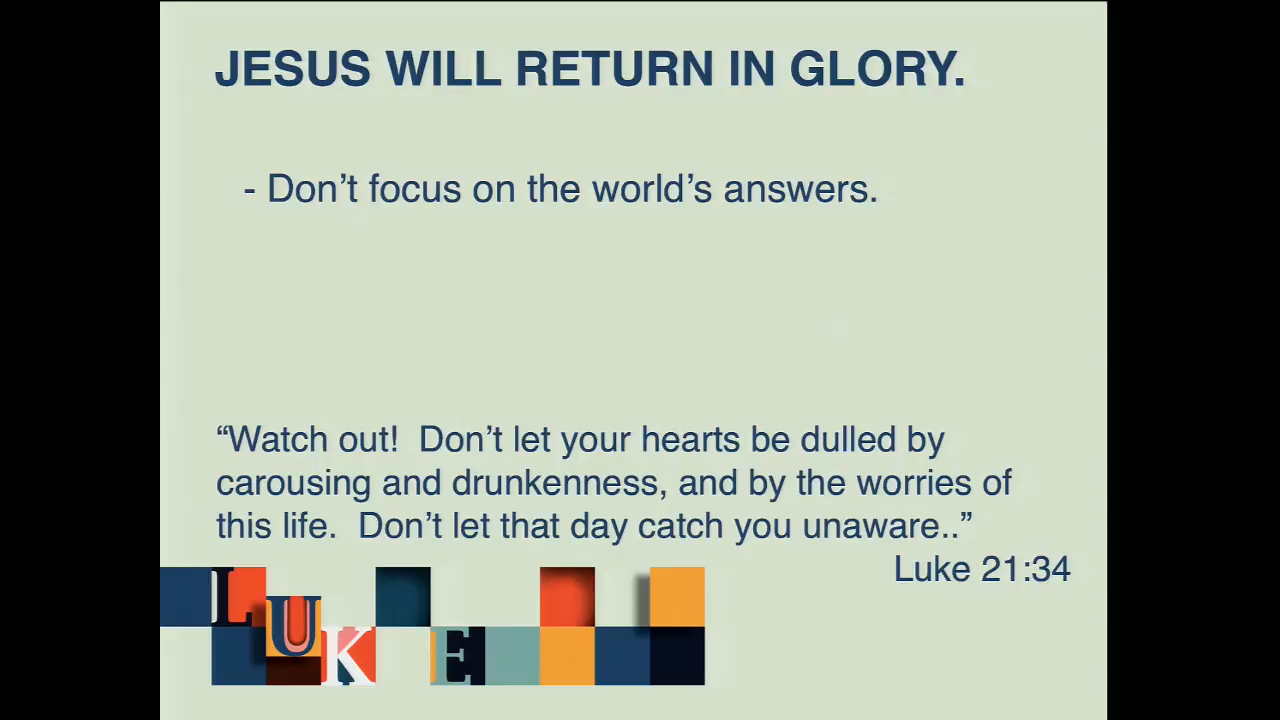 JESUS WILL RETURN IN GLORY.
- Don’t focus on the world’s answers.
“Watch out!  Don’t let your hearts be dulled by
carousing and drunkenness, and by the worries of
this life.  Don’t let that day catch you unaware..”
Luke 21:34
LUKE